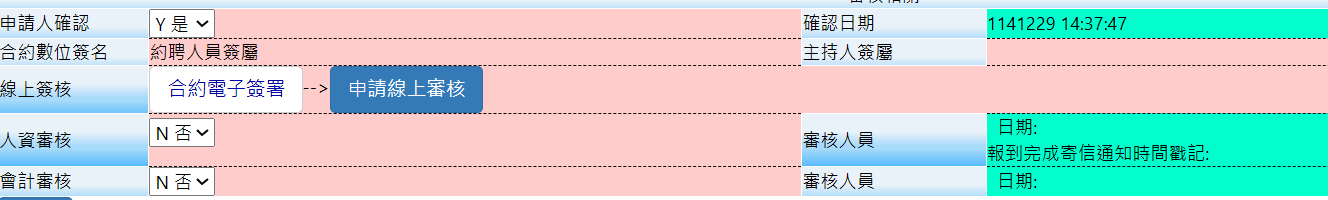 申請人確認 Y 是 確認日期 1141229 14:37:47
合約數位簽名 約聘人員簽屬 主持人簽屬
線上簽核 合約電子簽署 --> 申請線上審核
人資審核 N 否 審核人員 日期:
報到完成寄信通知時間戳記:
會計審核 N 否 審核人員 日期: